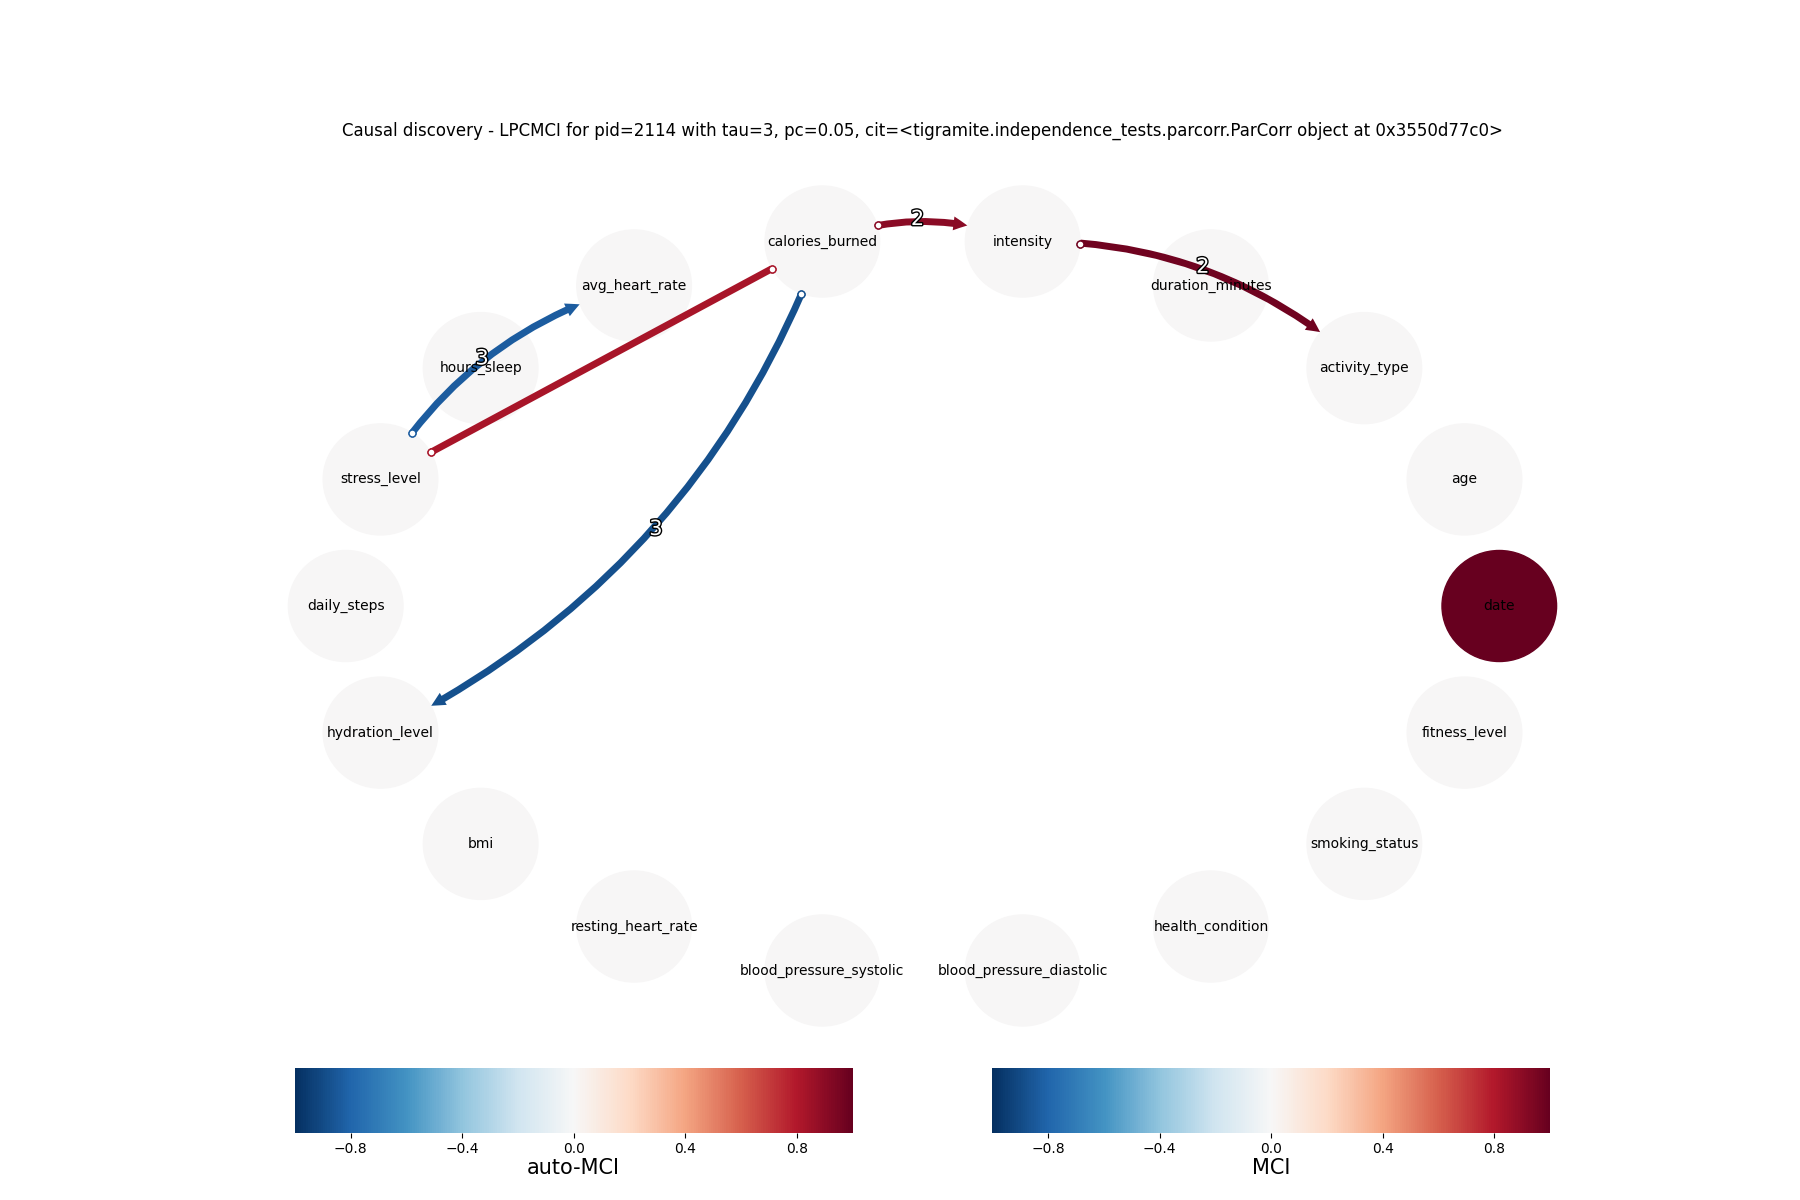 Causal discovery - LPCMCI for pid=2114 with tau=3, pc=0.05, cit=<tigramite.independence_tests.parcorr.ParCorr object at 0x3550d77c0>
calories_burned
2
intensity
avg_heart_rate
2
duration_minutes
hours_sleep
3
activity_type
stress_level
age
3
daily_steps
date
hydration_level
fitness_level
bmi
smoking_status
resting_heart_rate
health_condition
blood_pressure_systolic
blood_pressure_diastolic
−0.8 −0.4 0.0 0.4 0.8
auto-MCI
−0.8 −0.4 0.0 0.4 0.8
MCI